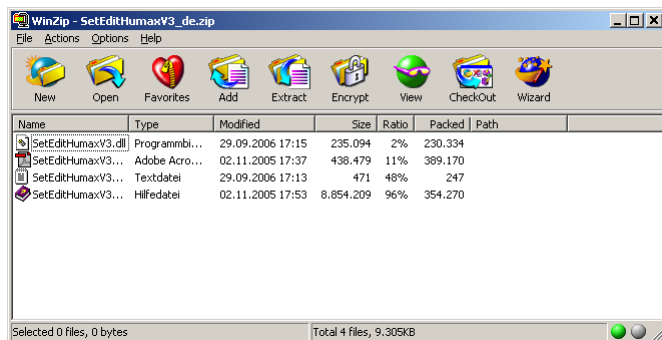 WinZip - SetEditHumaxV3_de.zip
File Actions Options Help
New Open Favorites Add Extract Encrypt View CheckOut Wizard
Name Type Modified Size Ratio Packed Path
SetEditHumaxV3.dll Programmbi... 29.09.2006 17:15 235.094 2% 230.334
SetEditHumaxV3... Adobe Acro... 02.11.2005 17:37 438.479 11% 389.170
SetEditHumaxV3... Textdatei 29.09.2006 17:13 471 48% 247
SetEditHumaxV3... Hilfedatei 02.11.2005 17:53 8.854.209 96% 354.270
Selected 0 files, 0 bytes Total 4 files, 9.305KB